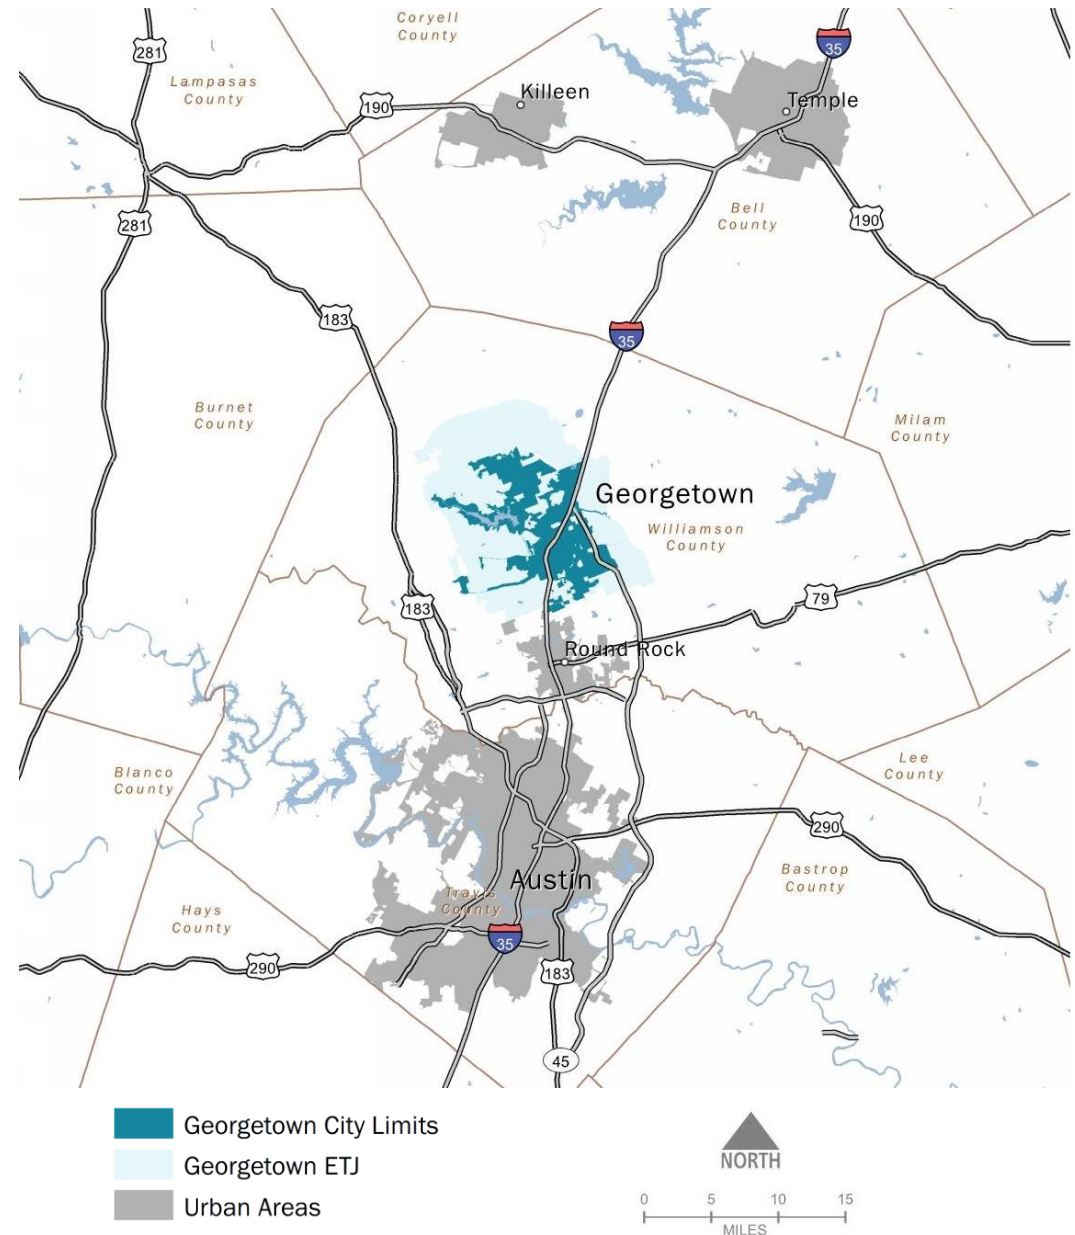 Coryell
County
281
35
Lampasas
County
190
Killeen
Temple
Bell
County
281
190
183
35
Burnet
County
Milam
County
Georgetown
Williamson
County
183
79
Round Rock
Blanco
County
Lee
County
290
Bastrop
County
Austin
Travis
County
Hays
County
35
290
183
45
Georgetown City Limits
Georgetown ETJ
Urban Areas
NORTH
0 5 10 15
MILES